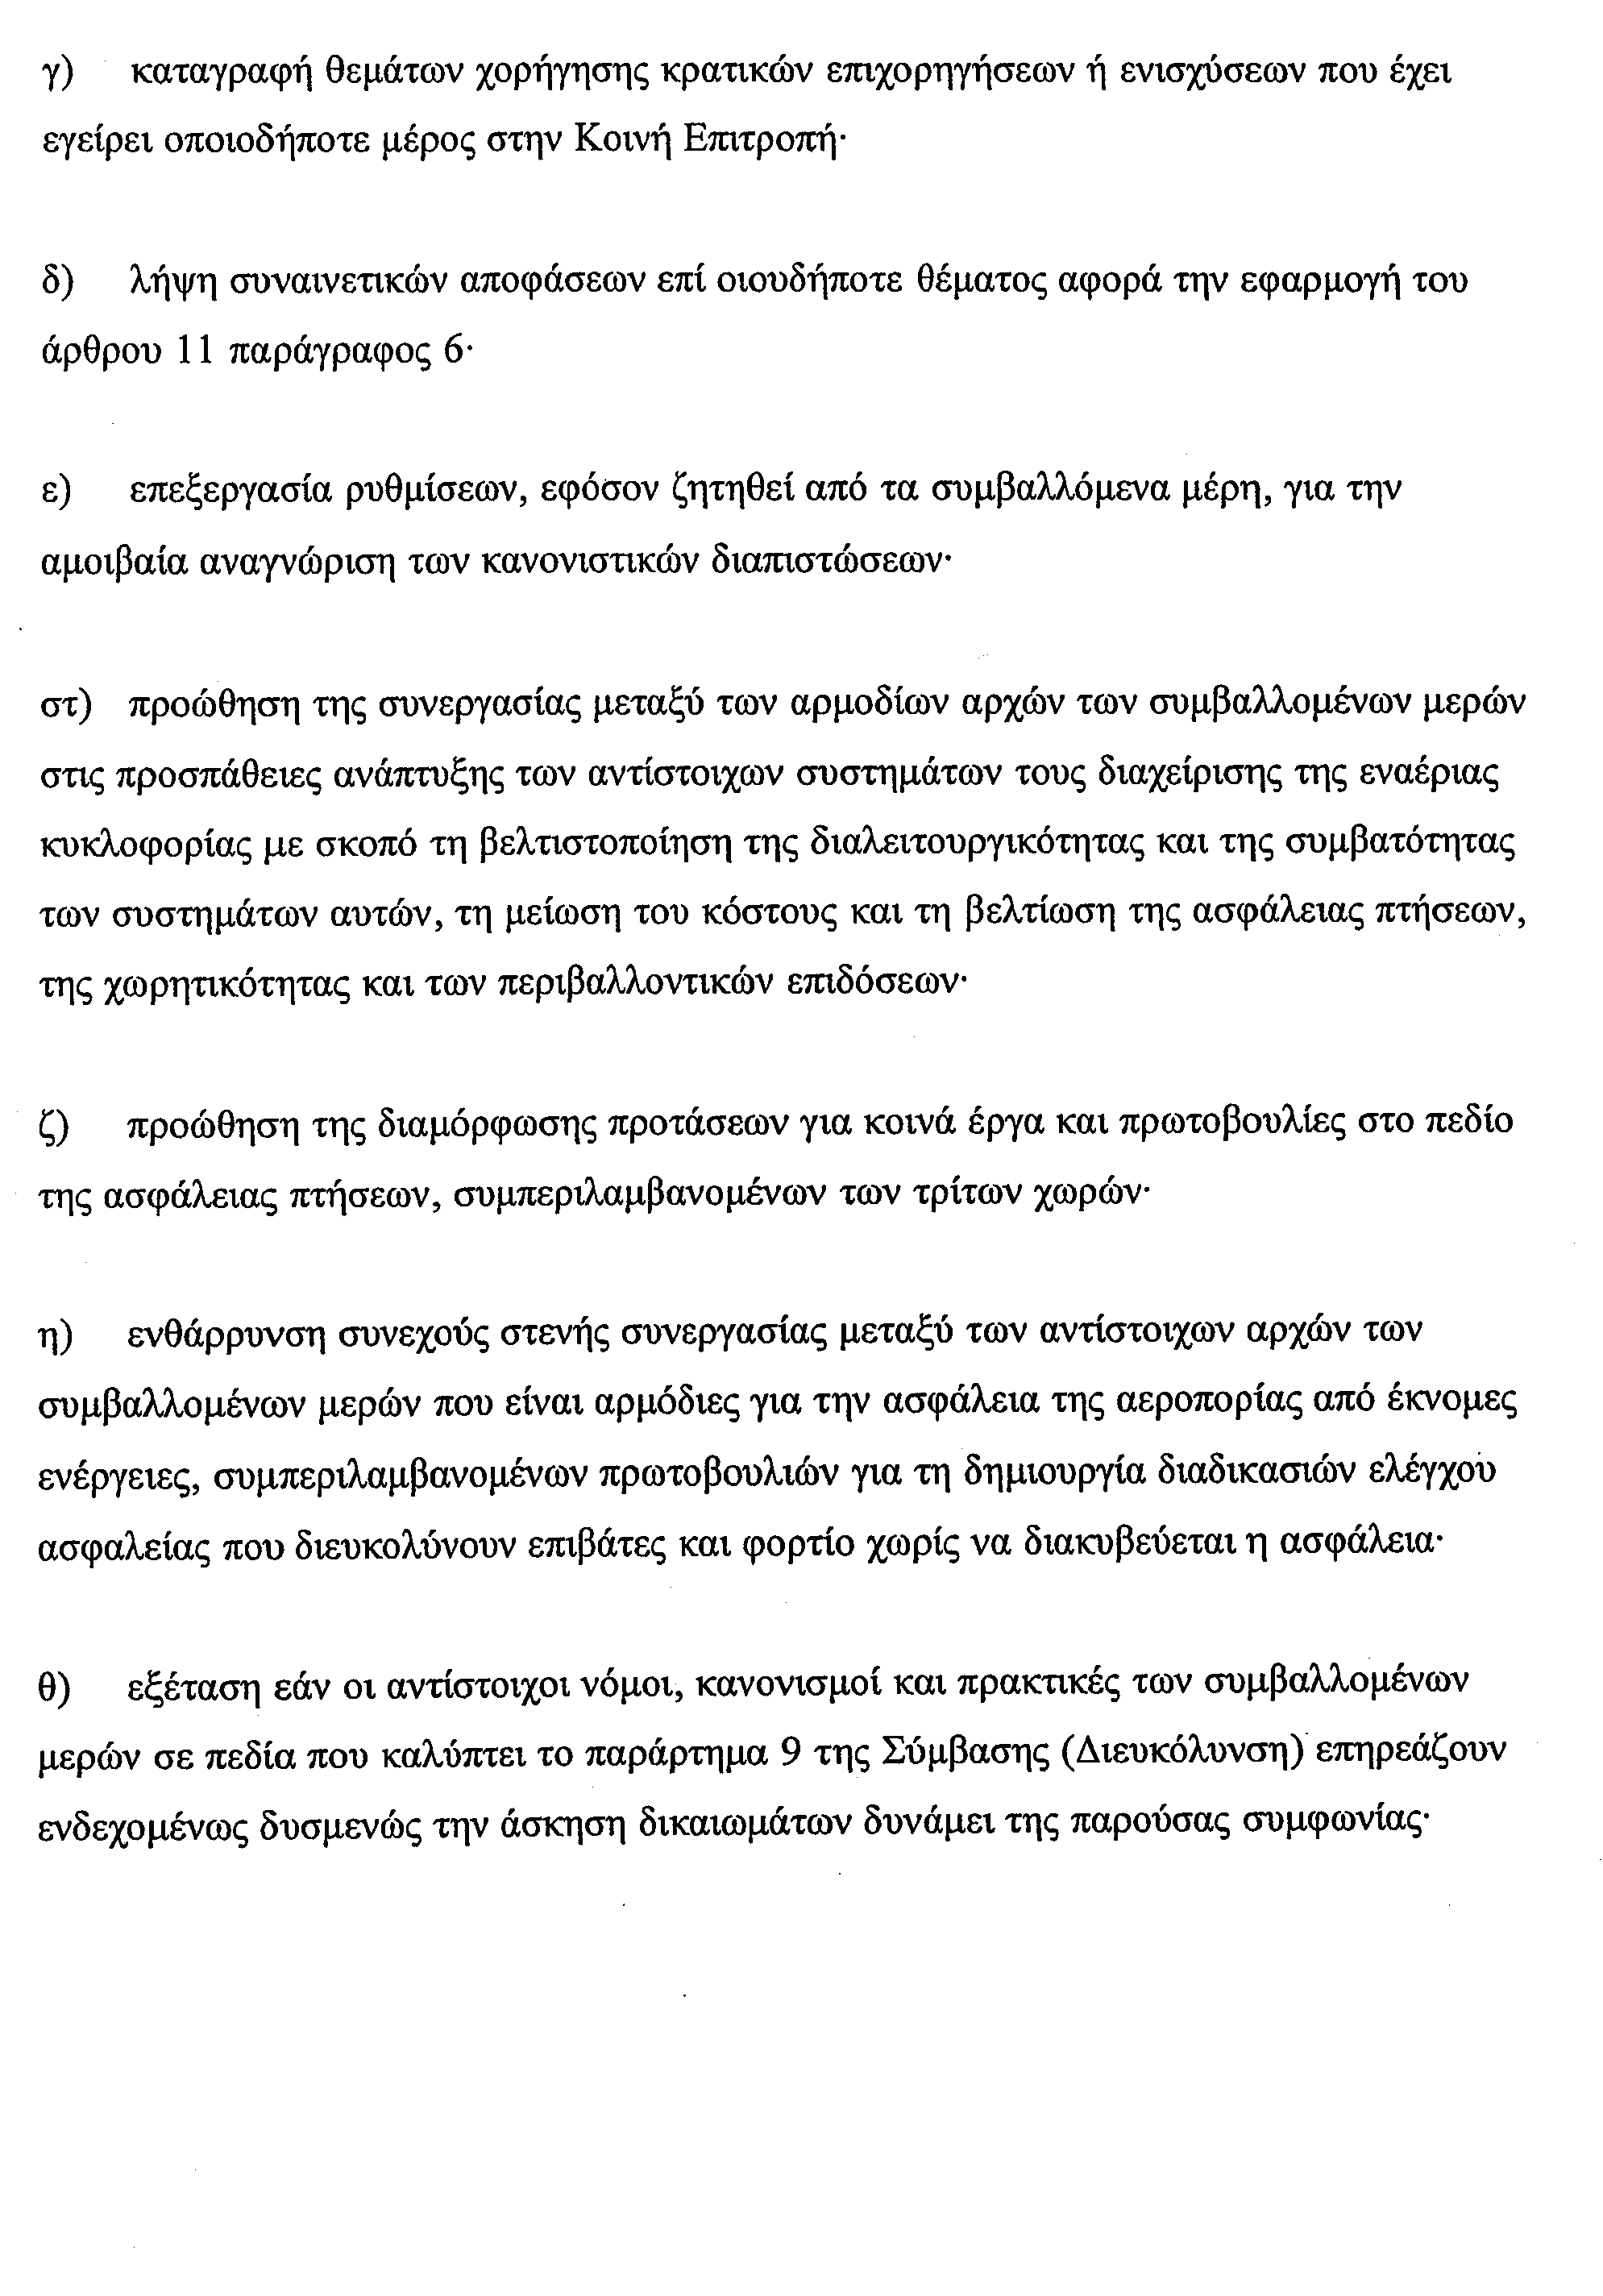 γ) καταγραφή θεμάτων χορήγησης κρατικών επιχορηγήσεων ή ενισχύσεων που έχει
εγείρει οποιοδήποτε μέρος στην Κοινή Επιτροπή·
δ) λήψη συναινετικών αποφάσεων επί οιουδήποτε θέματος αφορά την εφαρμογή του
άρθρου 11 παράγραφος 6·
ε) επεξεργασία ρυθμίσεων, εφόσον ζητηθεί από τα συμβαλλόμενα μέρη, για την
αμοιβαία αναγνώριση των κανονιστικών διαπιστώσεων·
στ) προώθηση της συνεργασίας μεταξύ των αρμοδίων αρχών των συμβαλλομένων μερών
στις προσπάθειες ανάπτυξης των αντίστοιχων συστημάτων τους διαχείρισης της εναέριας
κυκλοφορίας με σκοπό τη βελτιστοποίηση της διαλειτουργικότητας και της συμβατότητας
των συστημάτων αυτών, τη μείωση του κόστους και τη βελτίωση της ασφάλειας πτήσεων,
της χωρητικότητας και των περιβαλλοντικών επιδόσεων·
ζ) προώθηση της διαμόρφωσης προτάσεων για κοινά έργα και πρωτοβουλίες στο πεδίο
της ασφάλειας πτήσεων, συμπεριλαμβανομένων των τρίτων χωρών·
η) ενθάρρυνση συνεχούς στενής συνεργασίας μεταξύ των αντίστοιχων αρχών των
συμβαλλομένων μερών που είναι αρμόδιες για την ασφάλεια της αεροπορίας από έκνομες
ενέργειες, συμπεριλαμβανομένων πρωτοβουλιών για τη δημιουργία διαδικασιών ελέγχου
ασφαλείας που διευκολύνουν επιβάτες και φορτίο χωρίς να διακυβεύεται η ασφάλεια·
θ) εξέταση εάν οι αντίστοιχοι νόμοι, κανονισμοί και πρακτικές των συμβαλλομένων
μερών σε πεδία που καλύπτει το παράρτημα 9 της Σύμβασης (Διευκόλυνση) επηρεάζουν
ενδεχομένως δυσμενώς την άσκηση δικαιωμάτων δυνάμει της παρούσας συμφωνίας·